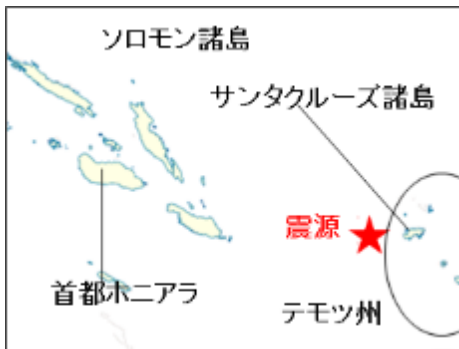 ソロモン諸島
サンタクルーズ諸島
震源
首都ホニアラ
テモツ州